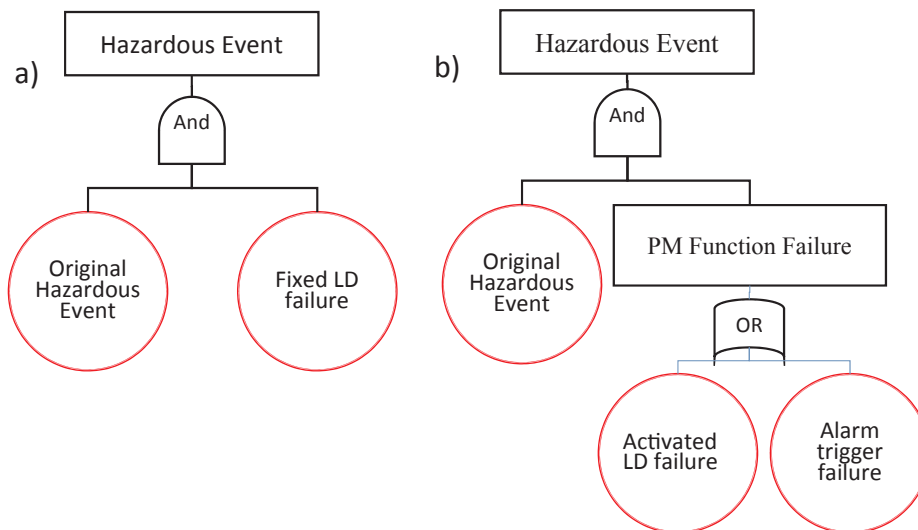 a)
Hazardous Event
And
Original
Hazardous
Event
Fixed LD
failure
b)
Hazardous Event
And
Original
Hazardous
Event
PM Function Failure
OR
Activated
LD failure
Alarm
trigger
failure